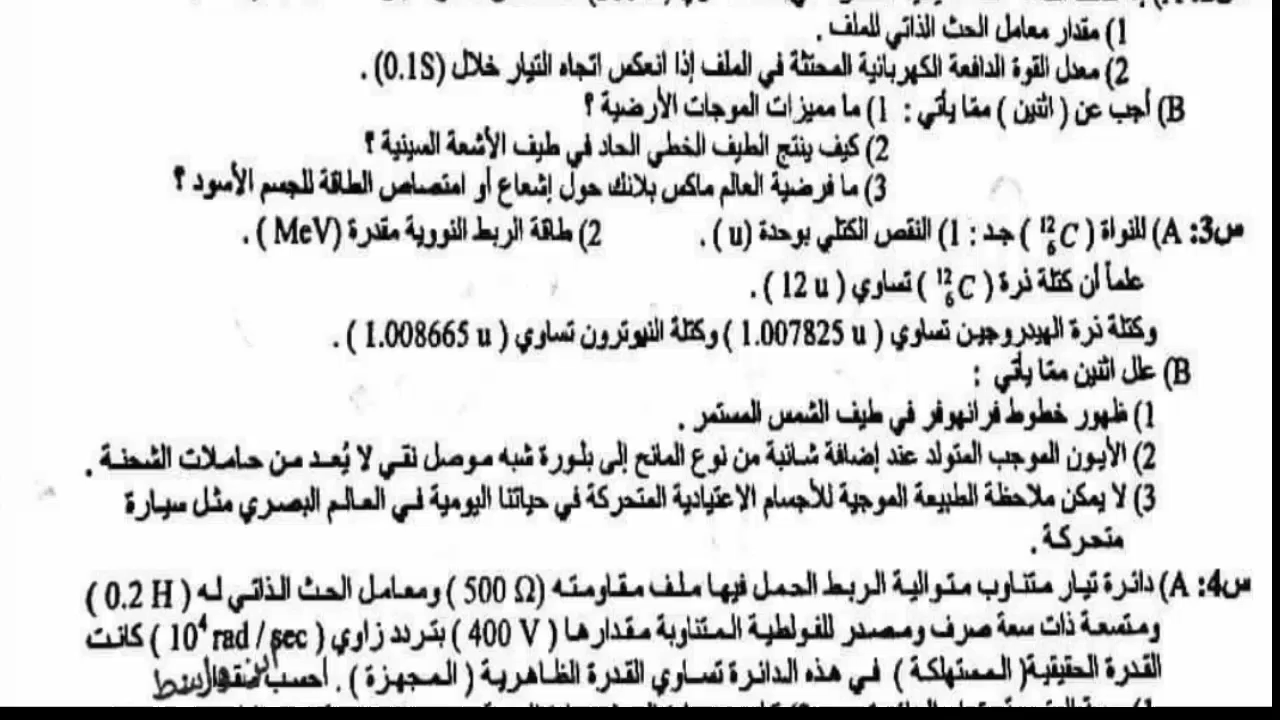 1) مقدار معامل الحث الذاتي للملف .
2) معدل القوة الدافعة الكهربائية المحتثة في الملف إذا انعكس اتجاه التيار خلال (0.1S) .
B) أجب عن ( اثنين ) ممّا يأتي : 1) ما مميزات الموجات الأرضية ؟
2) كيف ينتج الطيف الخطي الحاد في طيف الأشعة السينية ؟
3) ما فرضية العالم ماكس بلانك حول إشعاع أو امتصاص الطاقة للجسم الأسود ؟
س3: A) للنواة ( ¹²₆C ) جد : 1) النقص الكتلي بوحدة (u) . 2) طاقة الربط النووية مقدرة (MeV ) .
علماً أن كتلة ذرة ( ¹²₆C ) تساوي ( 12 u ) .
وكتلة ذرة الهيدروجين تساوي ( 1.007825 u ) وكتلة النيوترون تساوي ( 1.008665 u ) .
B) علل اثنين ممّا يأتي :
1) ظهور خطوط فرانهوفر في طيف الشمس المستمر .
2) الأيون الموجب المتولد عند إضافة شائبة من نوع المانح إلى بلورة شبه موصل نقي لا يُعد من حاملات الشحنة .
3) لا يمكن ملاحظة الطبيعة الموجية للأجسام الاعتيادية المتحركة في حياتنا اليومية في العالم البصري مثل سيارة
متحركة .
س4: A) دائرة تيار متناوب متوالية الربط الحمل فيها ملف مقاومته (500 Ω ) ومعامل الحث الذاتي له ( 0.2 H )
ومتسعة ذات سعة صرف ومصدر للفولطية المتناوبة مقدارها ( 400 V ) بتردد زاوي ( 10⁴ rad / sec ) كانت
القدرة الحقيقية( المستهلكة ) في هذه الدائرة تساوي القدرة الظاهرية ( المجهزة ) . أحسب